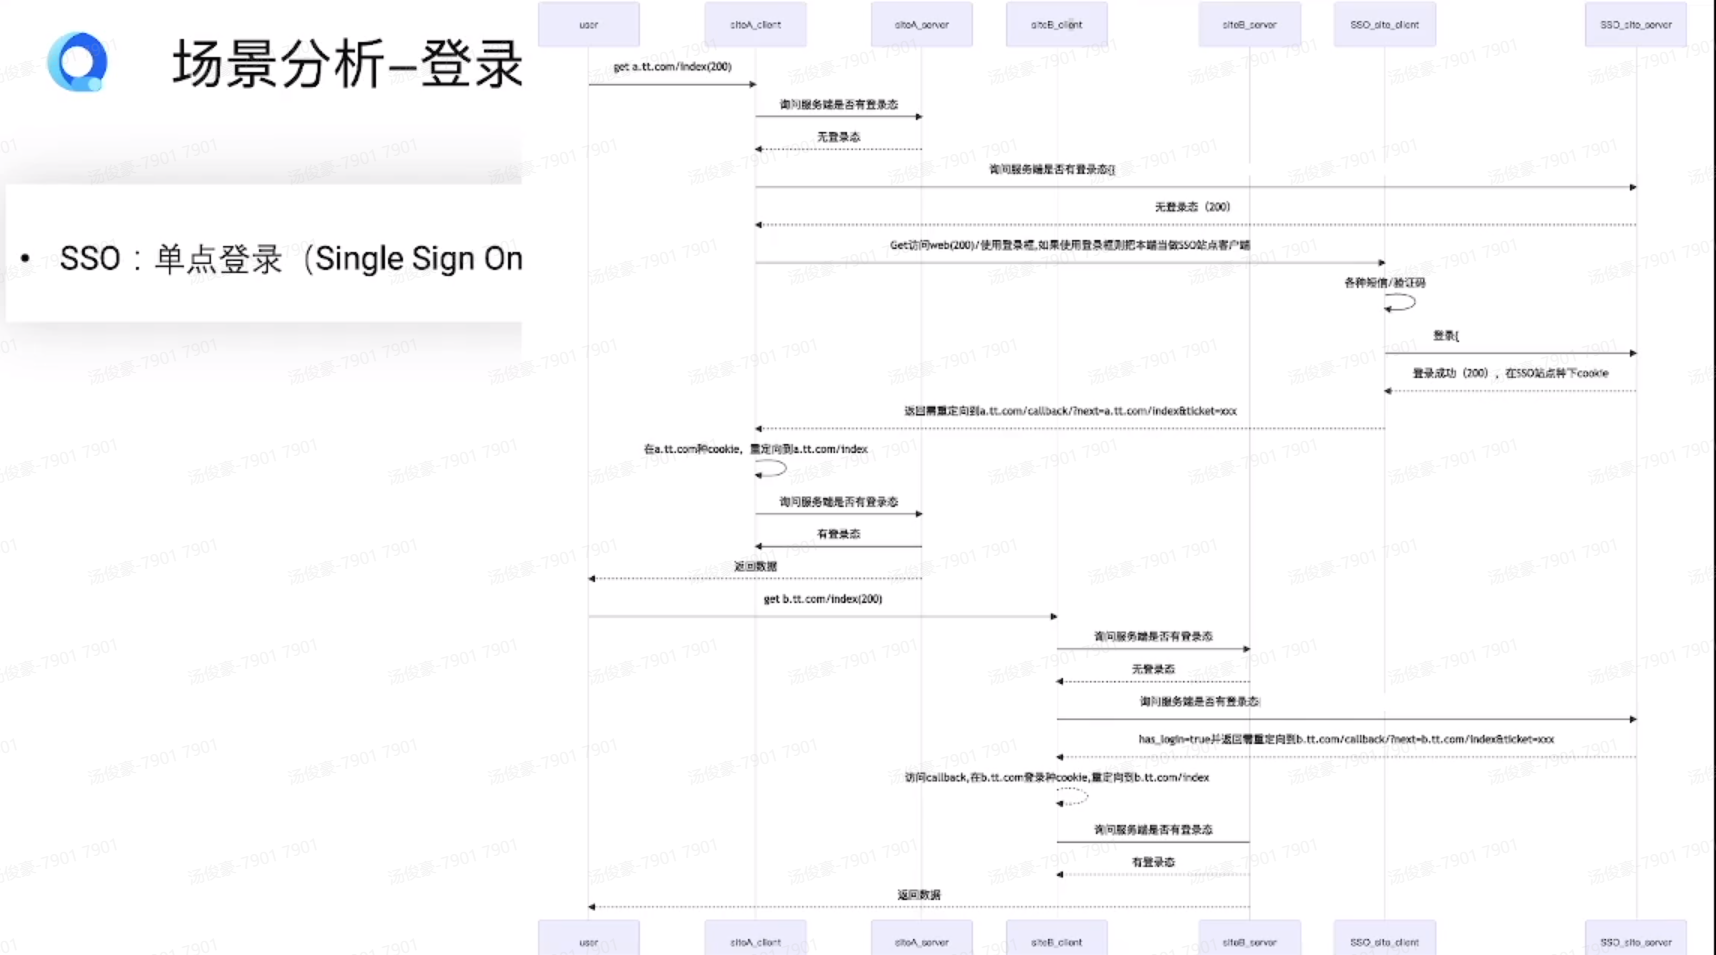 场景分析-登录
• SSO：单点登录（Single Sign On
user
siteA_client
siteA_server
siteB_client
siteB_server
SSO_site_client
SSO_site_server
get a.tt.com/index(200)
询问服务端是否有登录态
无登录态
询问服务端是否有登录态{}
无登录态（200）
Get访问web(200)/使用登录框,如果使用登录框则把本端当做SSO站点客户端
各种短信/验证码
登录{
登录成功（200），在SSO站点种下cookie
返回需重定向到a.tt.com/callback/?next=a.tt.com/index&ticket=xxx
在a.tt.com种cookie，重定向到a.tt.com/index
询问服务端是否有登录态
有登录态
返回数据
get b.tt.com/index(200)
询问服务端是否有登录态
无登录态
询问服务端是否有登录态
has_login=true并返回需重定向到b.tt.com/callback/?next=b.tt.com/index&ticket=xxx
访问callback,在b.tt.com登录种cookie,重定向到b.tt.com/index
询问服务端是否有登录态
有登录态
返回数据
user
siteA_client
siteA_server
siteB_client
siteB_server
SSO_site_client
SSO_site_server
汤俊豪-7901 7901